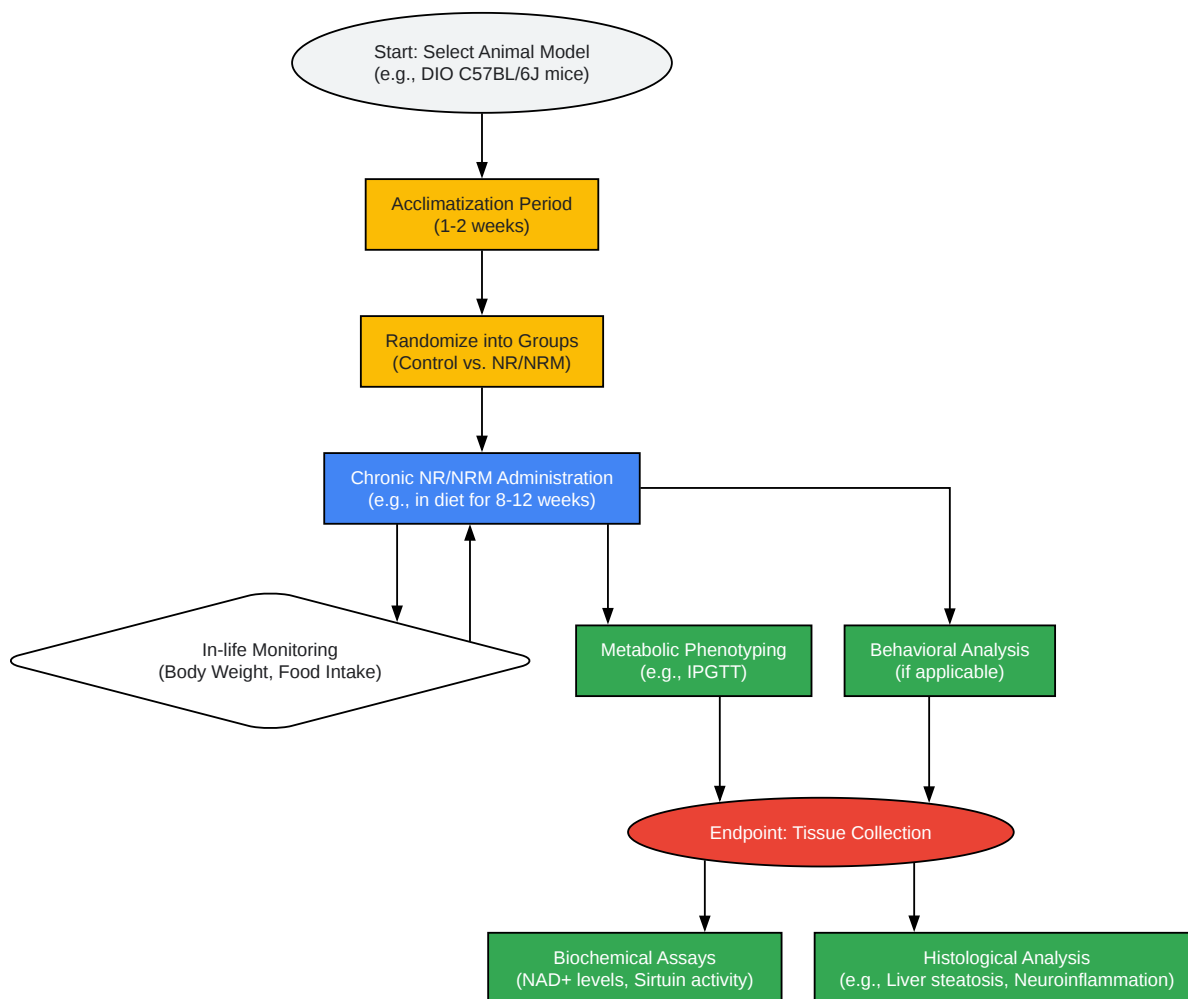 Start: Select Animal Model
(e.g., DIO C57BL/6J mice)
Acclimatization Period
(1-2 weeks)
Randomize into Groups
(Control vs. NR/NRM)
Chronic NR/NRM Administration
(e.g., in diet for 8-12 weeks)
In-life Monitoring
(Body Weight, Food Intake)
Metabolic Phenotyping
(e.g., IPGTT)
Behavioral Analysis
(if applicable)
Endpoint: Tissue Collection
Biochemical Assays
(NAD+ levels, Sirtuin activity)
Histological Analysis
(e.g., Liver steatosis, Neuroinflammation)